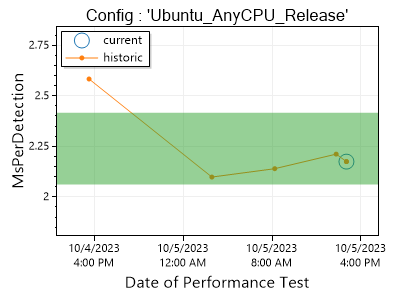 Config : 'Ubuntu_AnyCPU_Release'
current
historic
MsPerDetection
2.75
2.5
2.25
2
10/4/2023
4:00 PM
10/5/2023
12:00 AM
10/5/2023
8:00 AM
10/5/2023
4:00 PM
Date of Performance Test